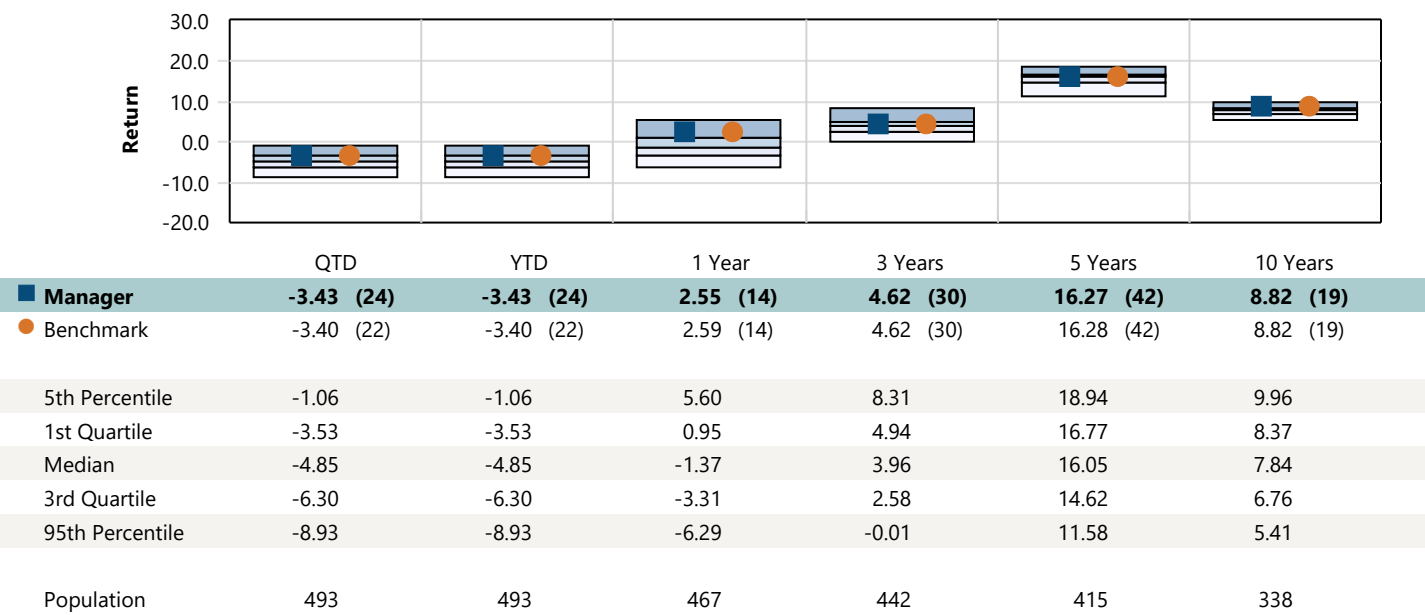 30.0
20.0
10.0
0.0
-10.0
-20.0
Return
QTD YTD 1 Year 3 Years 5 Years 10 Years
Manager -3.43 (24) -3.43 (24) 2.55 (14) 4.62 (30) 16.27 (42) 8.82 (19)
Benchmark -3.40 (22) -3.40 (22) 2.59 (14) 4.62 (30) 16.28 (42) 8.82 (19)
5th Percentile -1.06 -1.06 5.60 8.31 18.94 9.96
1st Quartile -3.53 -3.53 0.95 4.94 16.77 8.37
Median -4.85 -4.85 -1.37 3.96 16.05 7.84
3rd Quartile -6.30 -6.30 -3.31 2.58 14.62 6.76
95th Percentile -8.93 -8.93 -6.29 -0.01 11.58 5.41
Population 493 493 467 442 415 338